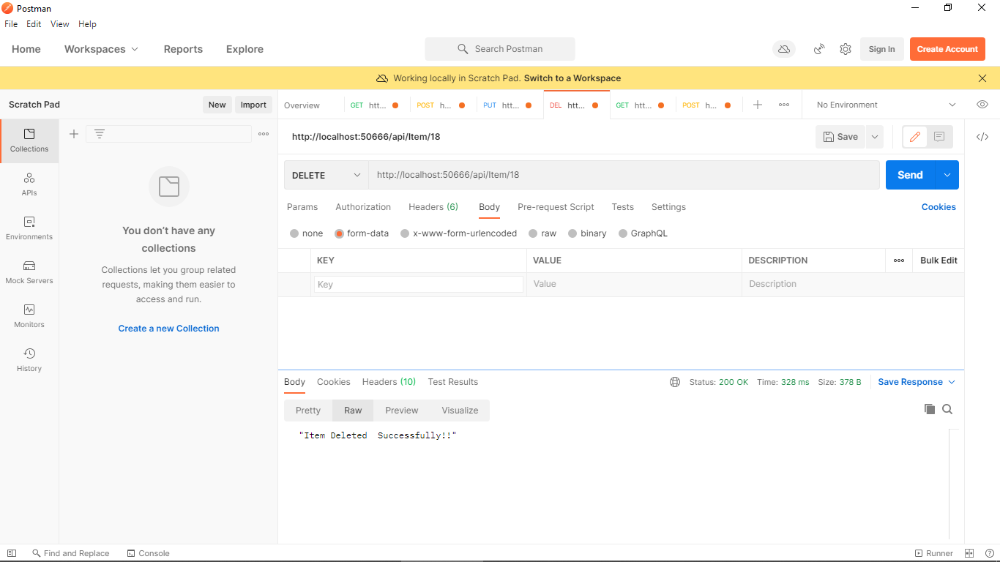 Postman
File Edit View Help
Home Workspaces Reports Explore Search Postman Sign In Create Account
Working locally in Scratch Pad. Switch to a Workspace
Scratch Pad New Import Overview GET htt... POST h... PUT htt... DEL htt... GET htt... POST h... No Environment
http://localhost:50666/api/Item/18 Save
Collections
APIs
Environments
Mock Servers
Monitors
History
You don't have any
collections
Collections let you group related
requests, making them easier to
access and run.
Create a new Collection
DELETE http://localhost:50666/api/Item/18 Send
Params Authorization Headers (6) Body Pre-request Script Tests Settings Cookies
none form-data x-www-form-urlencoded raw binary GraphQL
KEY VALUE DESCRIPTION Bulk Edit
Key Value Description
Body Cookies Headers (10) Test Results Status: 200 OK Time: 328 ms Size: 378 B Save Response
Pretty Raw Preview Visualize
"Item Deleted  Successfully!!"
Find and Replace Console Runner